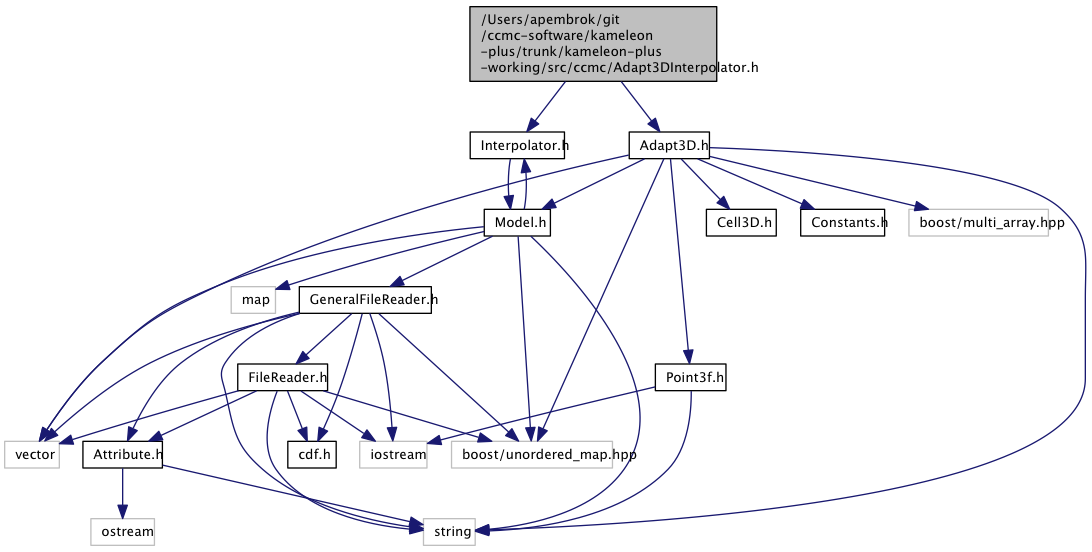 /Users/apembrok/git
/ccmc-software/kameleon
-plus/trunk/kameleon-plus
-working/src/ccmc/Adapt3DInterpolator.h
Interpolator.h
Adapt3D.h
Model.h
Cell3D.h
Constants.h
boost/multi_array.hpp
map
GeneralFileReader.h
FileReader.h
Point3f.h
vector
Attribute.h
cdf.h
iostream
boost/unordered_map.hpp
ostream
string